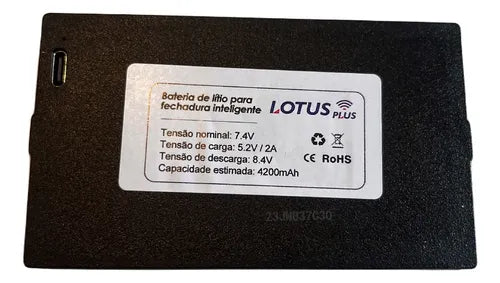 Bateria de lítio para
fechadura inteligente
LOTUS
PLUS
Tensão nominal: 7.4V
Tensão de carga: 5.2V / 2A
Tensão de descarga: 8.4V
Capacidade estimada: 4200mAh
CE RoHS